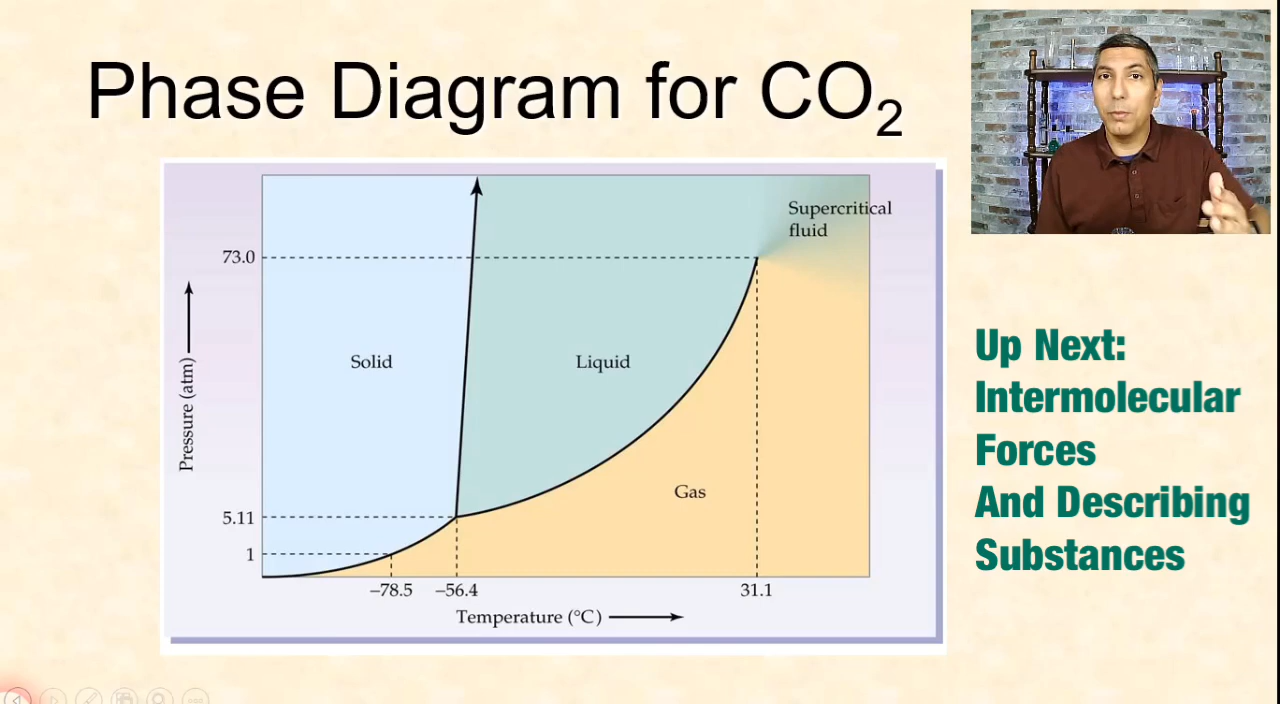 Phase Diagram for CO₂
Supercritical
fluid
73.0
Solid
Liquid
Pressure (atm)
Gas
5.11
1
–78.5
–56.4
31.1
Temperature (°C)
Up Next:
Intermolecular
Forces
And Describing
Substances